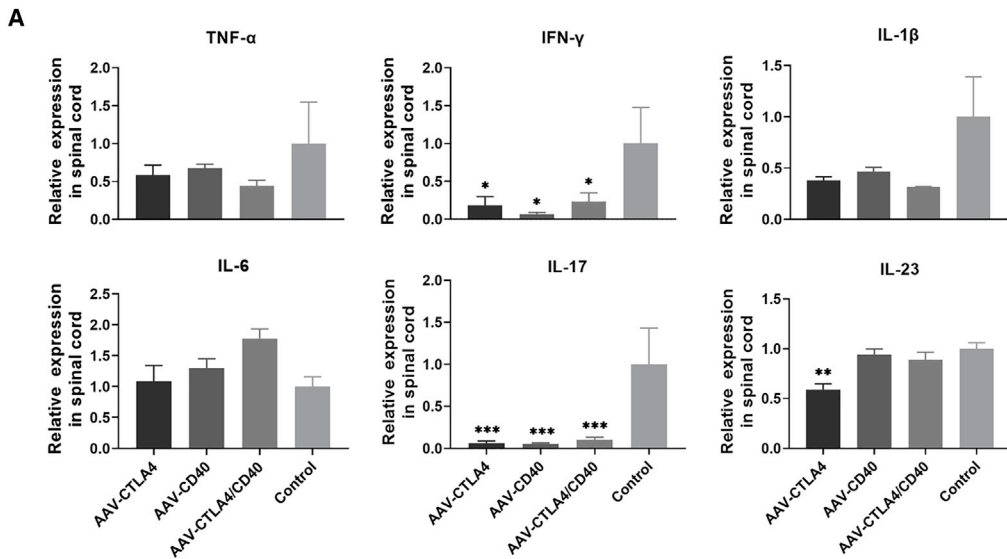 A
TNF-α
Relative expression
in spinal cord
2.0
1.5
1.0
0.5
0.0
IFN-γ
Relative expression
in spinal cord
2.0
1.5
1.0
0.5
0.0
*
*
*
IL-1β
Relative expression
in spinal cord
1.5
1.0
0.5
0.0
IL-6
Relative expression
in spinal cord
2.5
2.0
1.5
1.0
0.5
0.0
AAV-CTLA4
AAV-CD40
AAV-CTLA4/CD40
Control
IL-17
Relative expression
in spinal cord
2.0
1.5
1.0
0.5
0.0
***
***
***
AAV-CTLA4
AAV-CD40
AAV-CTLA4/CD40
Control
IL-23
Relative expression
in spinal cord
1.5
1.0
0.5
0.0
**
AAV-CTLA4
AAV-CD40
AAV-CTLA4/CD40
Control